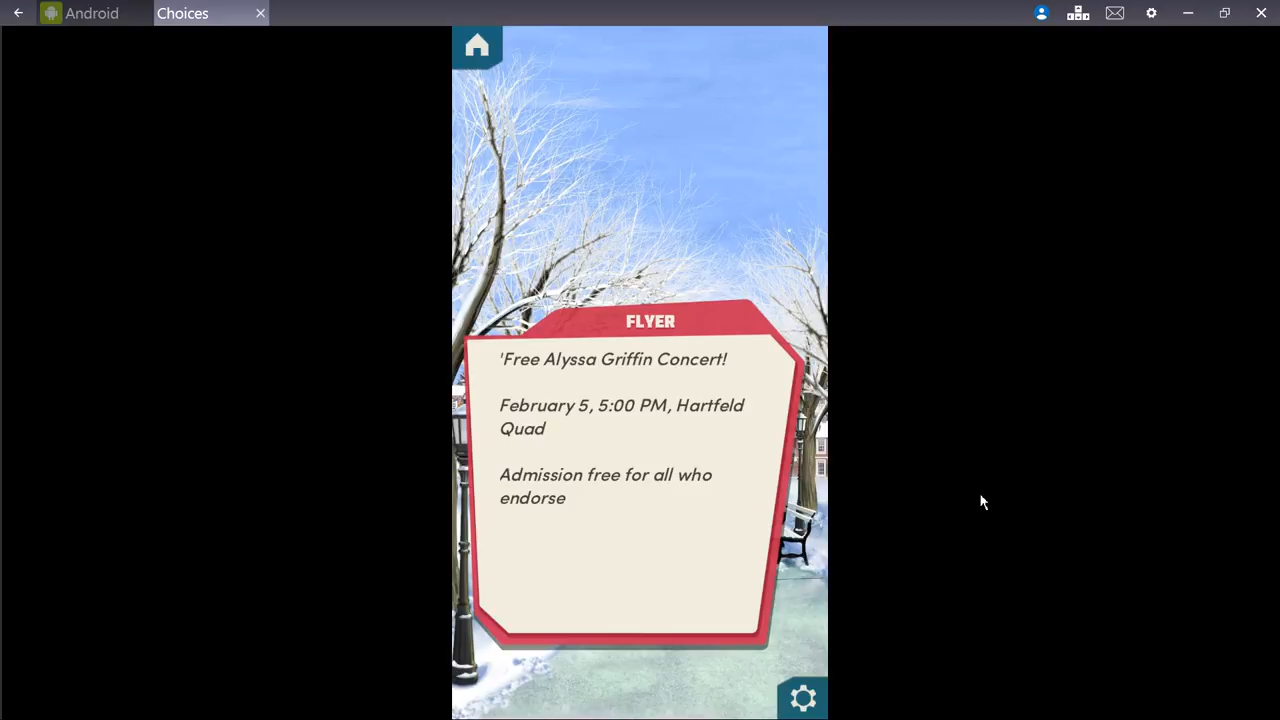 Android
Choices
FLYER
'Free Alyssa Griffin Concert!
February 5, 5:00 PM, Hartfeld
Quad
Admission free for all who
endorse